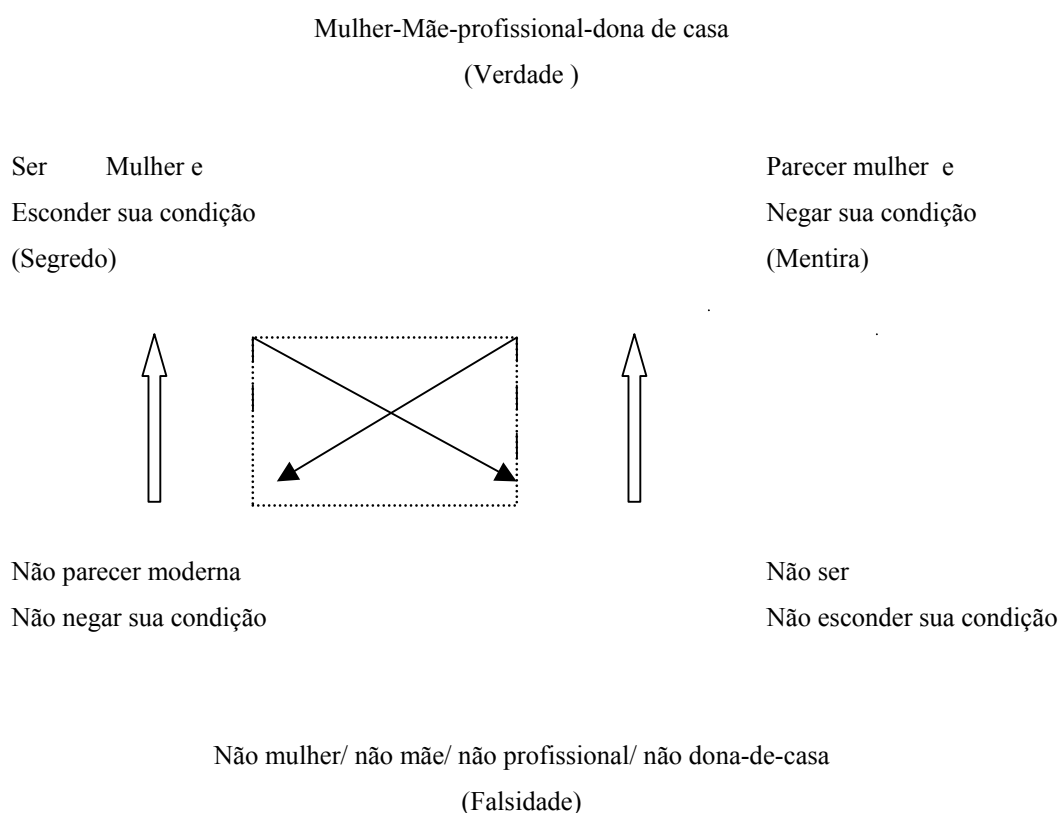 Mulher-Mãe-profissional-dona de casa
(Verdade )
Ser Mulher e
Esconder sua condição
(Segredo)
Parecer mulher e
Negar sua condição
(Mentira)
Não parecer moderna
Não negar sua condição
Não ser
Não esconder sua condição
Não mulher/ não mãe/ não profissional/ não dona-de-casa
(Falsidade)